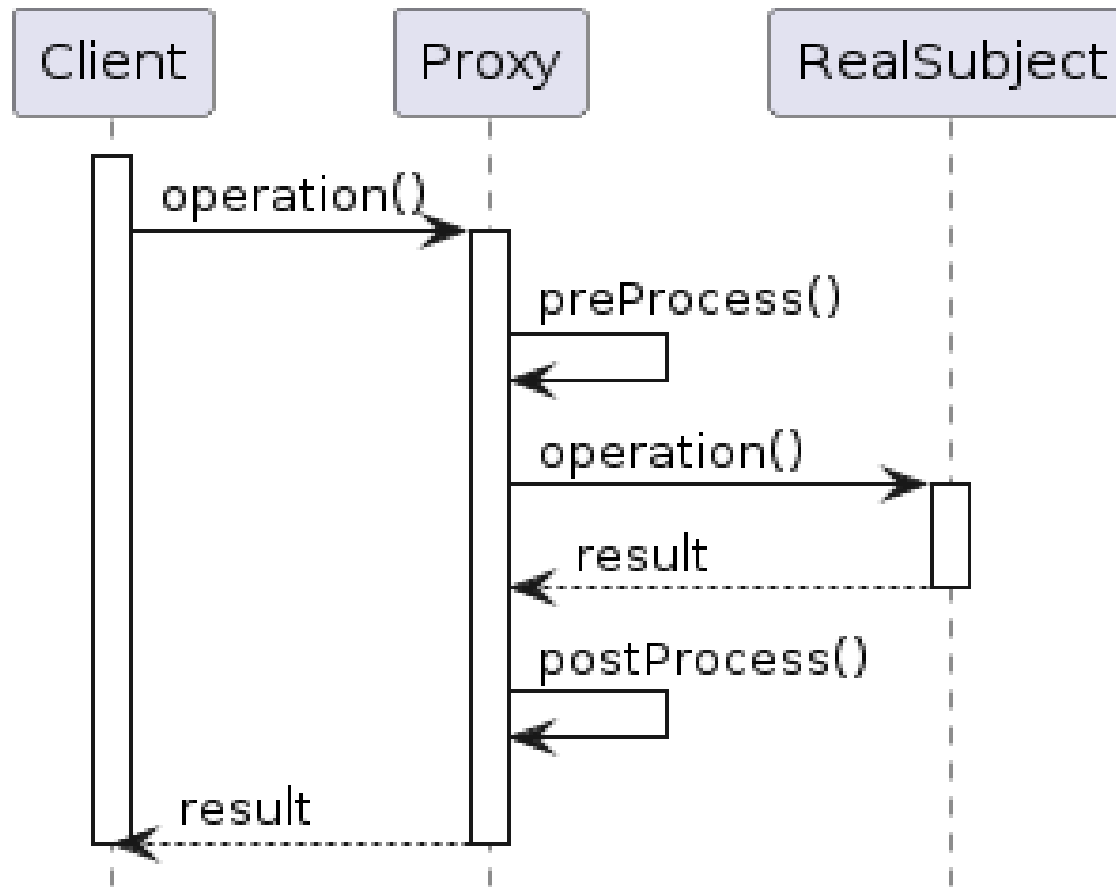 Client
Proxy
RealSubject
operation()
preProcess()
operation()
result
postProcess()
result